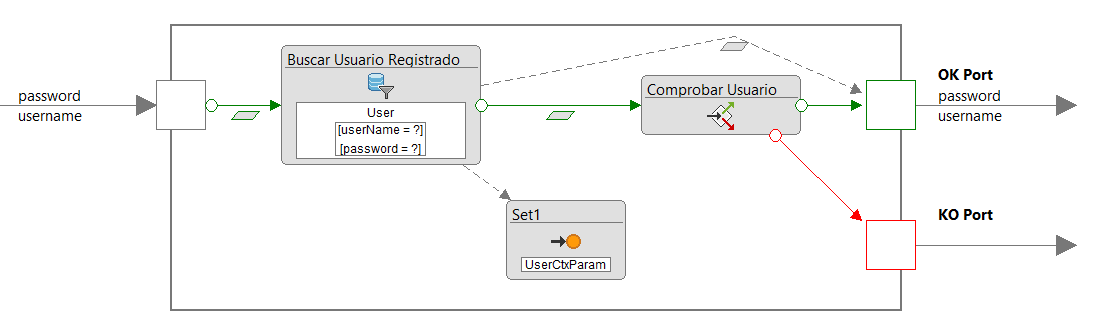 password
username
Buscar Usuario Registrado
User
[userName = ?]
[password = ?]
Comprobar Usuario
OK Port
password
username
Set1
UserCtxParam
KO Port